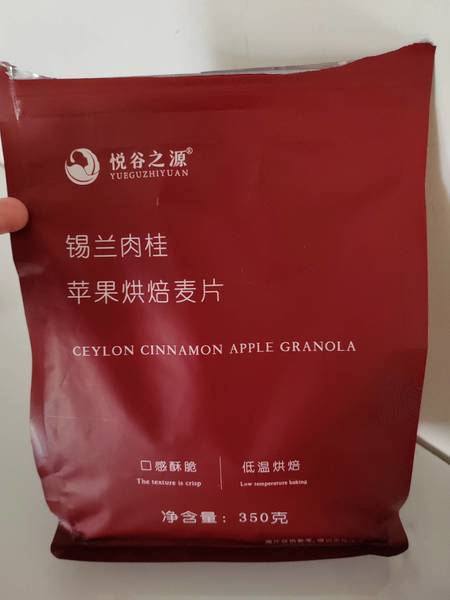 悦谷之源®
YUEGUZHIYUAN
锡兰肉桂
苹果烘焙麦片
CEYLON CINNAMON APPLE GRANOLA
口感酥脆
The texture is crisp
低温烘焙
Low temperature baking
净含量：350克